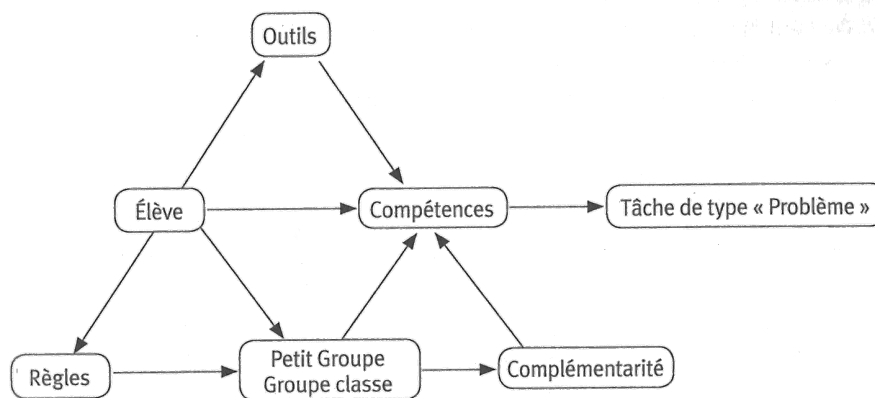 Outils
Élève
Compétences
Tâche de type « Problème »
Règles
Petit Groupe
Groupe classe
Complémentarité